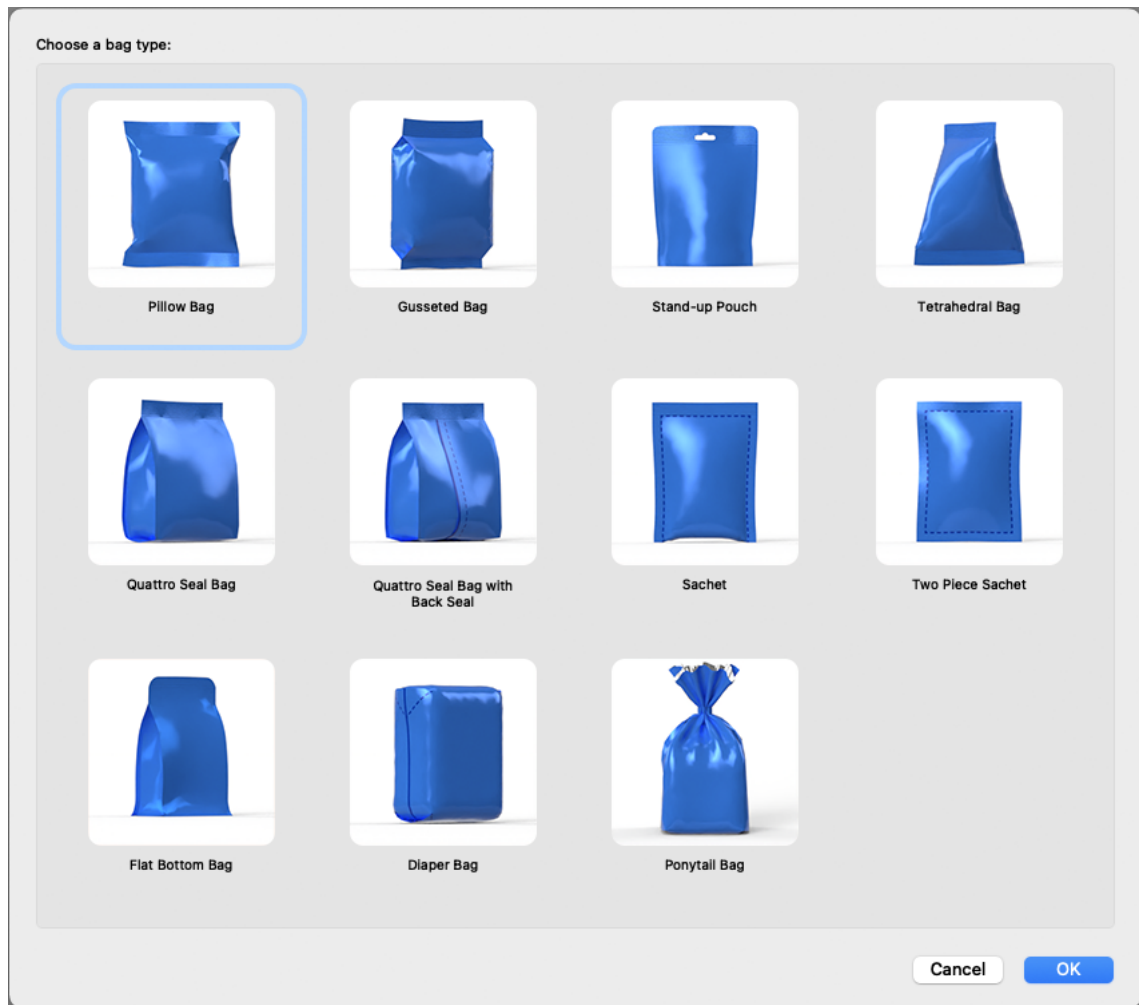 Choose a bag type:
Pillow Bag
Gusseted Bag
Stand-up Pouch
Tetrahedral Bag
Quattro Seal Bag
Quattro Seal Bag with
Back Seal
Sachet
Two Piece Sachet
Flat Bottom Bag
Diaper Bag
Ponytail Bag
Cancel
OK